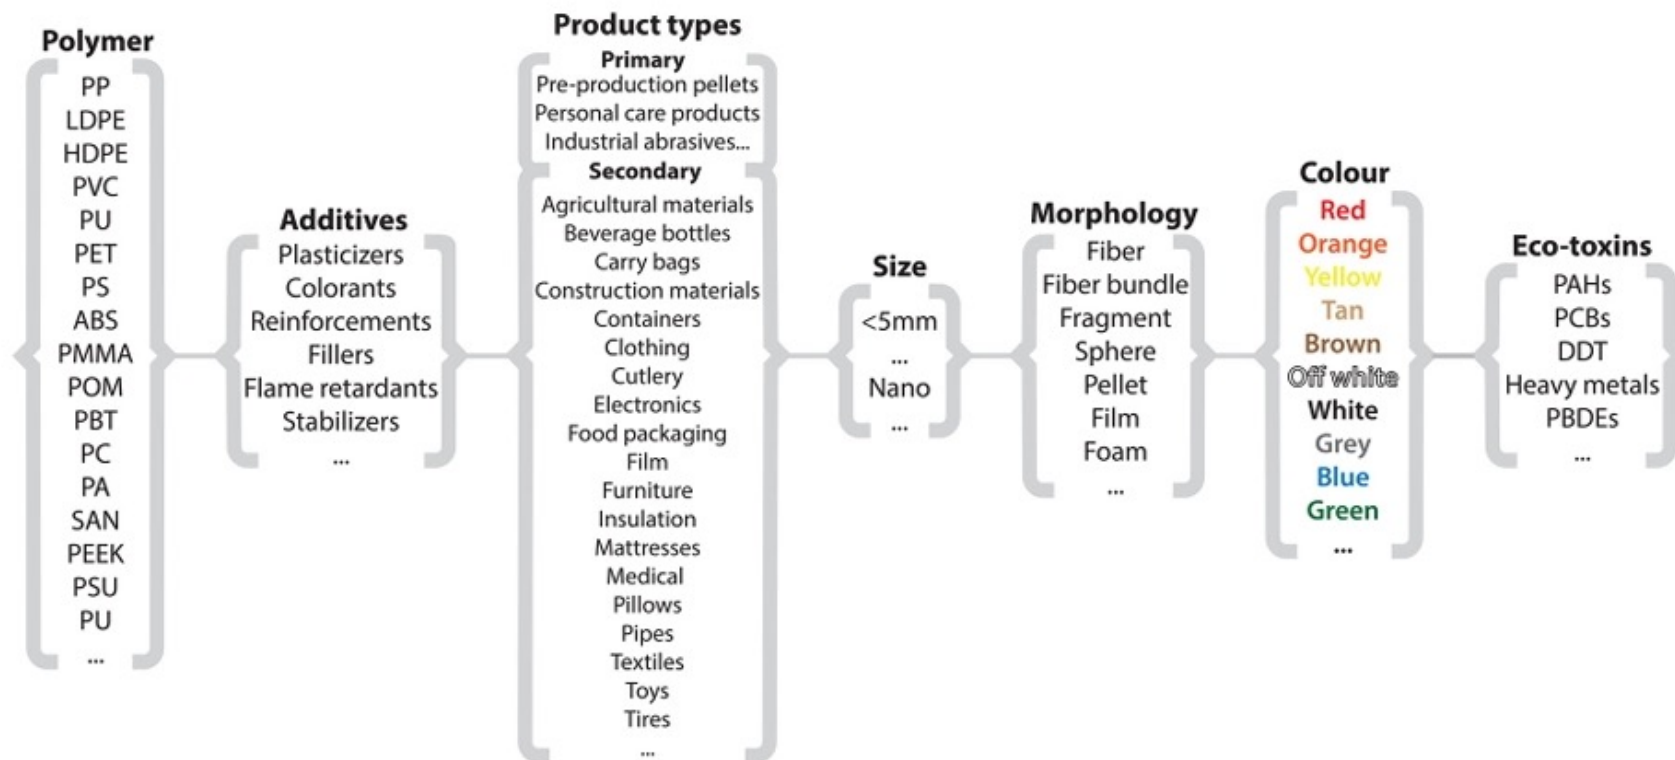 Polymer
PP
LDPE
HDPE
PVC
PU
PET
PS
ABS
PMMA
POM
PBT
PC
PA
SAN
PEEK
PSU
PU
...
Additives
Plasticizers
Colorants
Reinforcements
Fillers
Flame retardants
Stabilizers
...
Product types
Primary
Pre-production pellets
Personal care products
Industrial abrasives...
Secondary
Agricultural materials
Beverage bottles
Carry bags
Construction materials
Containers
Clothing
Cutlery
Electronics
Food packaging
Film
Furniture
Insulation
Mattresses
Medical
Pillows
Pipes
Textiles
Toys
Tires
...
Size
<5mm
...
Nano
...
Morphology
Fiber
Fiber bundle
Fragment
Sphere
Pellet
Film
Foam
...
Colour
Red
Orange
Yellow
Tan
Brown
Off white
White
Grey
Blue
Green
...
Eco-toxins
PAHs
PCBs
DDT
Heavy metals
PBDEs
...